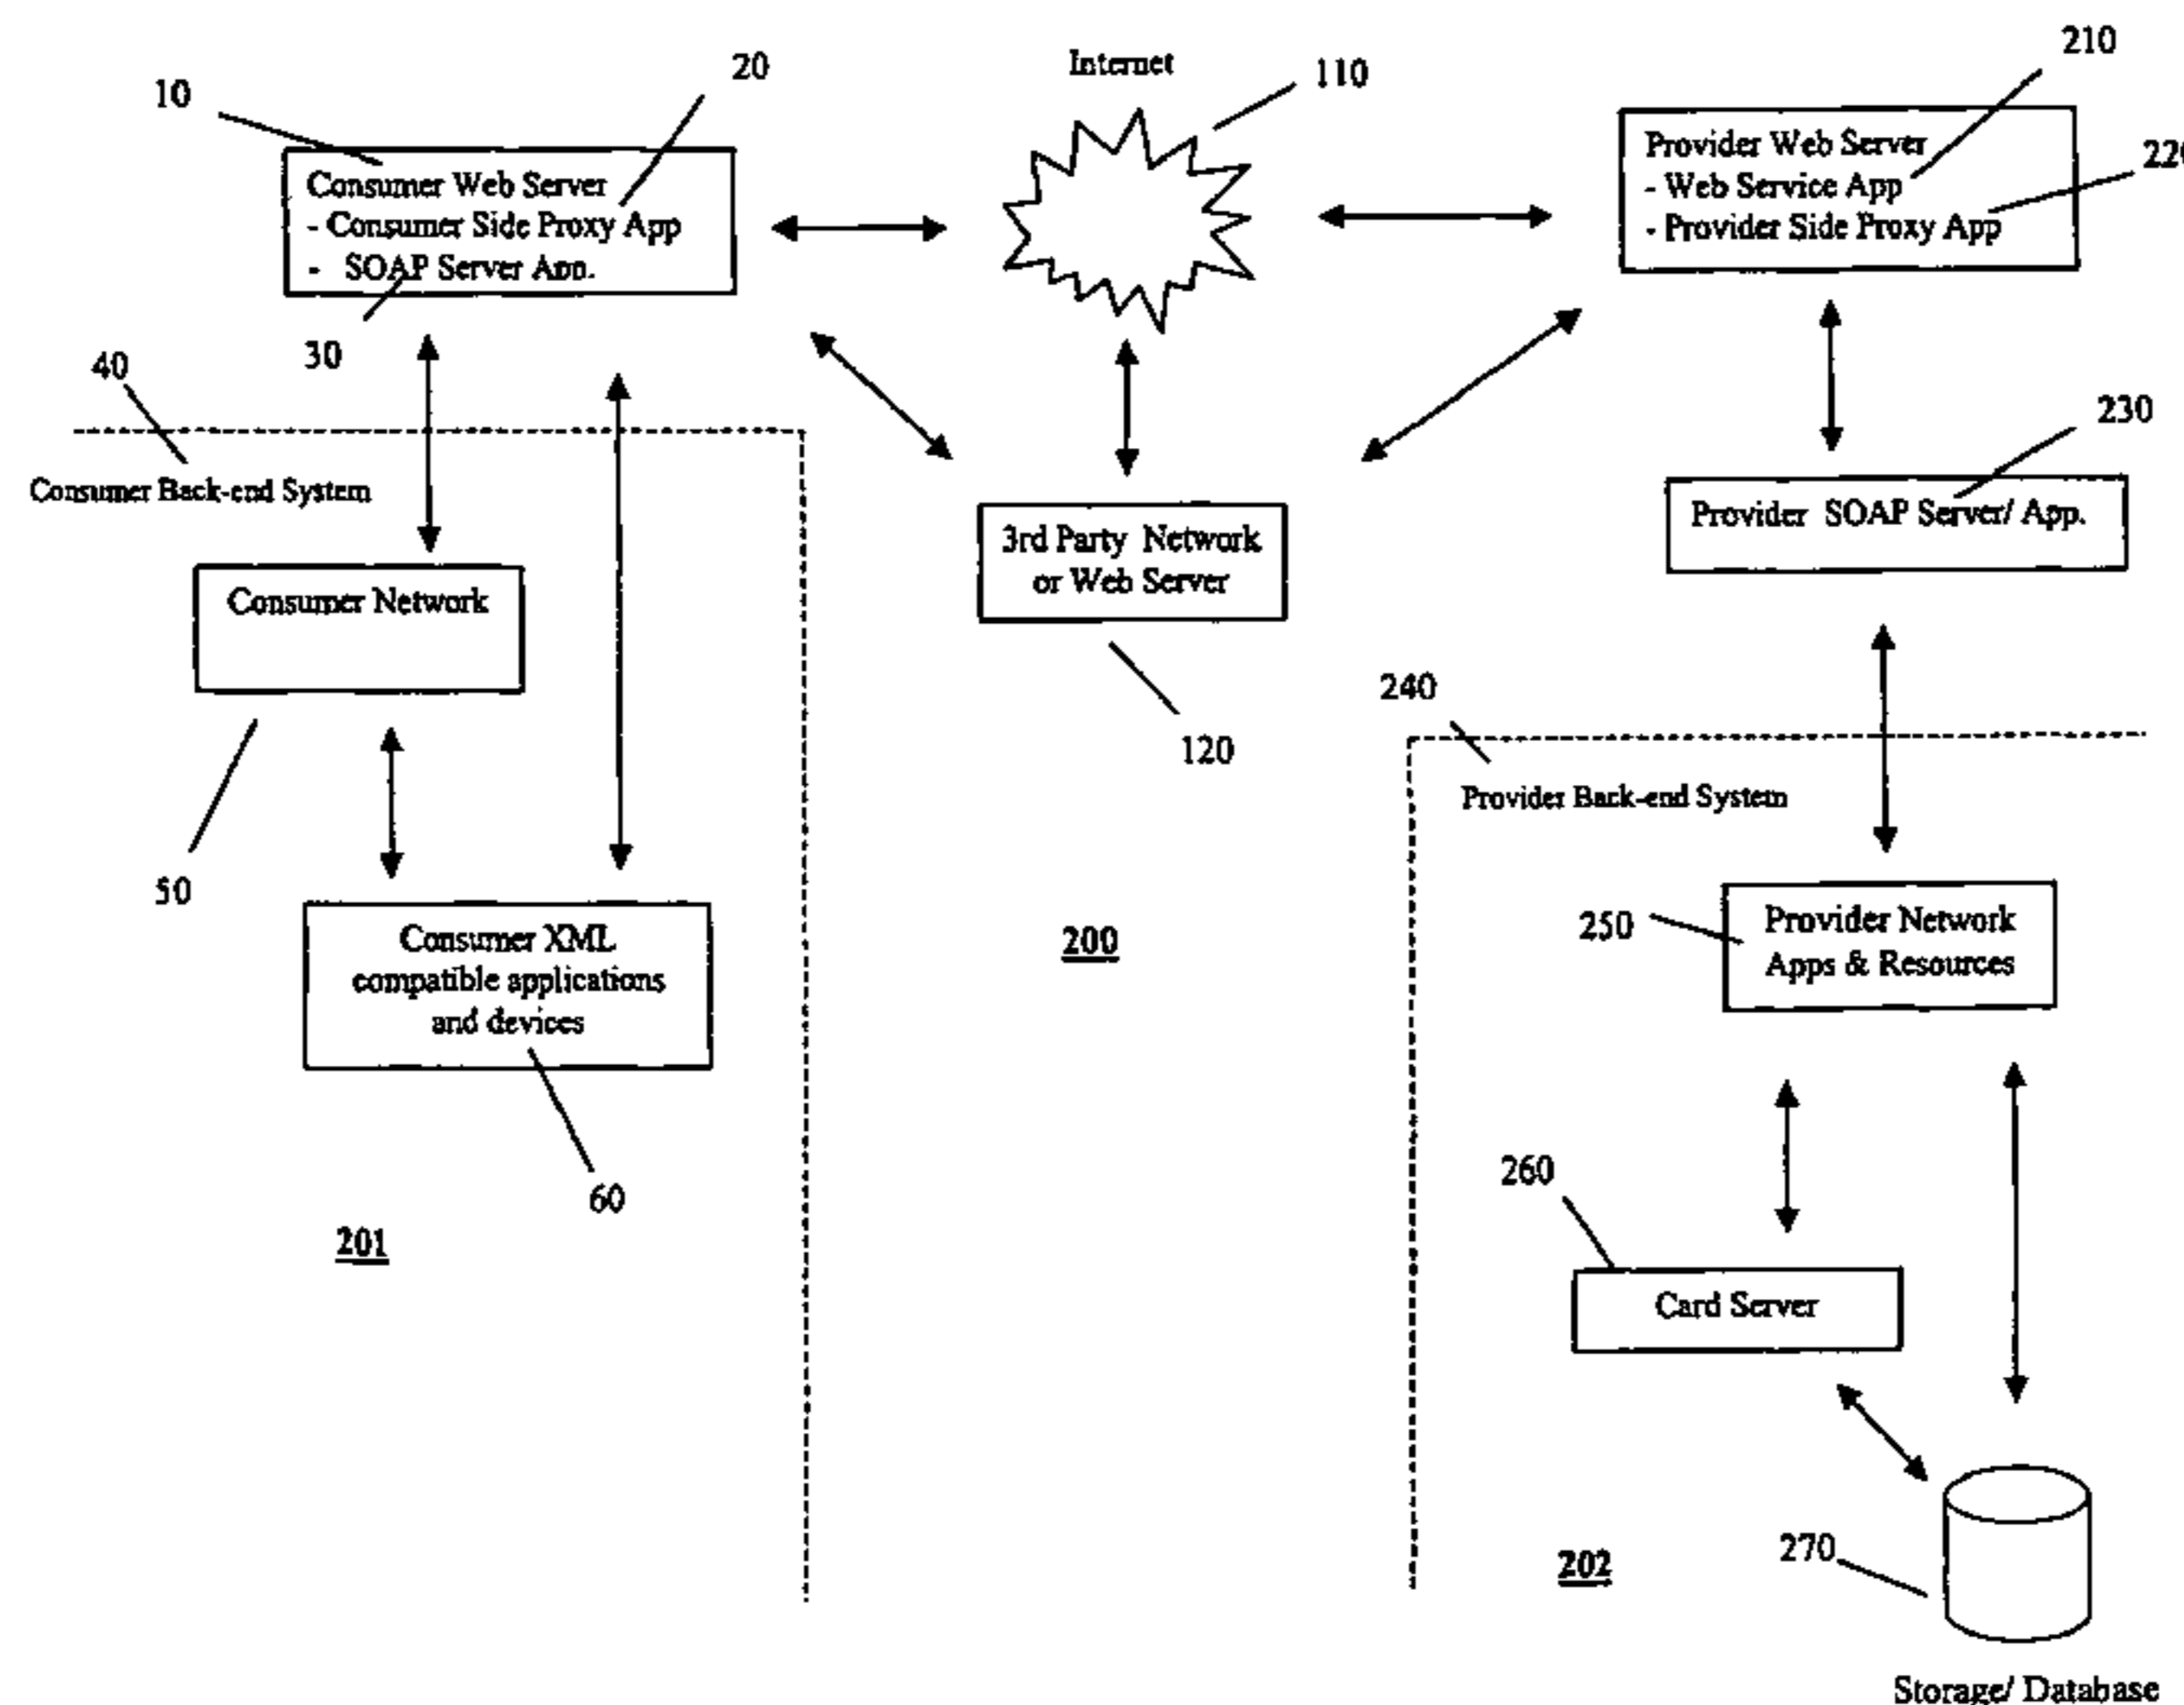 210
20
Internet
110
10
Provider Web Server
- Web Service App
- Provider Side Proxy App
Consumer Web Server
- Consumer Side Proxy App
- SOAP Server App.
30
40
230
Consumer Back-end System
Provider SOAP Server/ App.
3rd Party Network
or Web Server
Consumer Network
240
120
Provider Back-end System
50
Consumer XML
compatible applications
and devices
200
250
Provider Network
Apps & Resources
60
260
201
Card Server
202
270
Storage/ Database